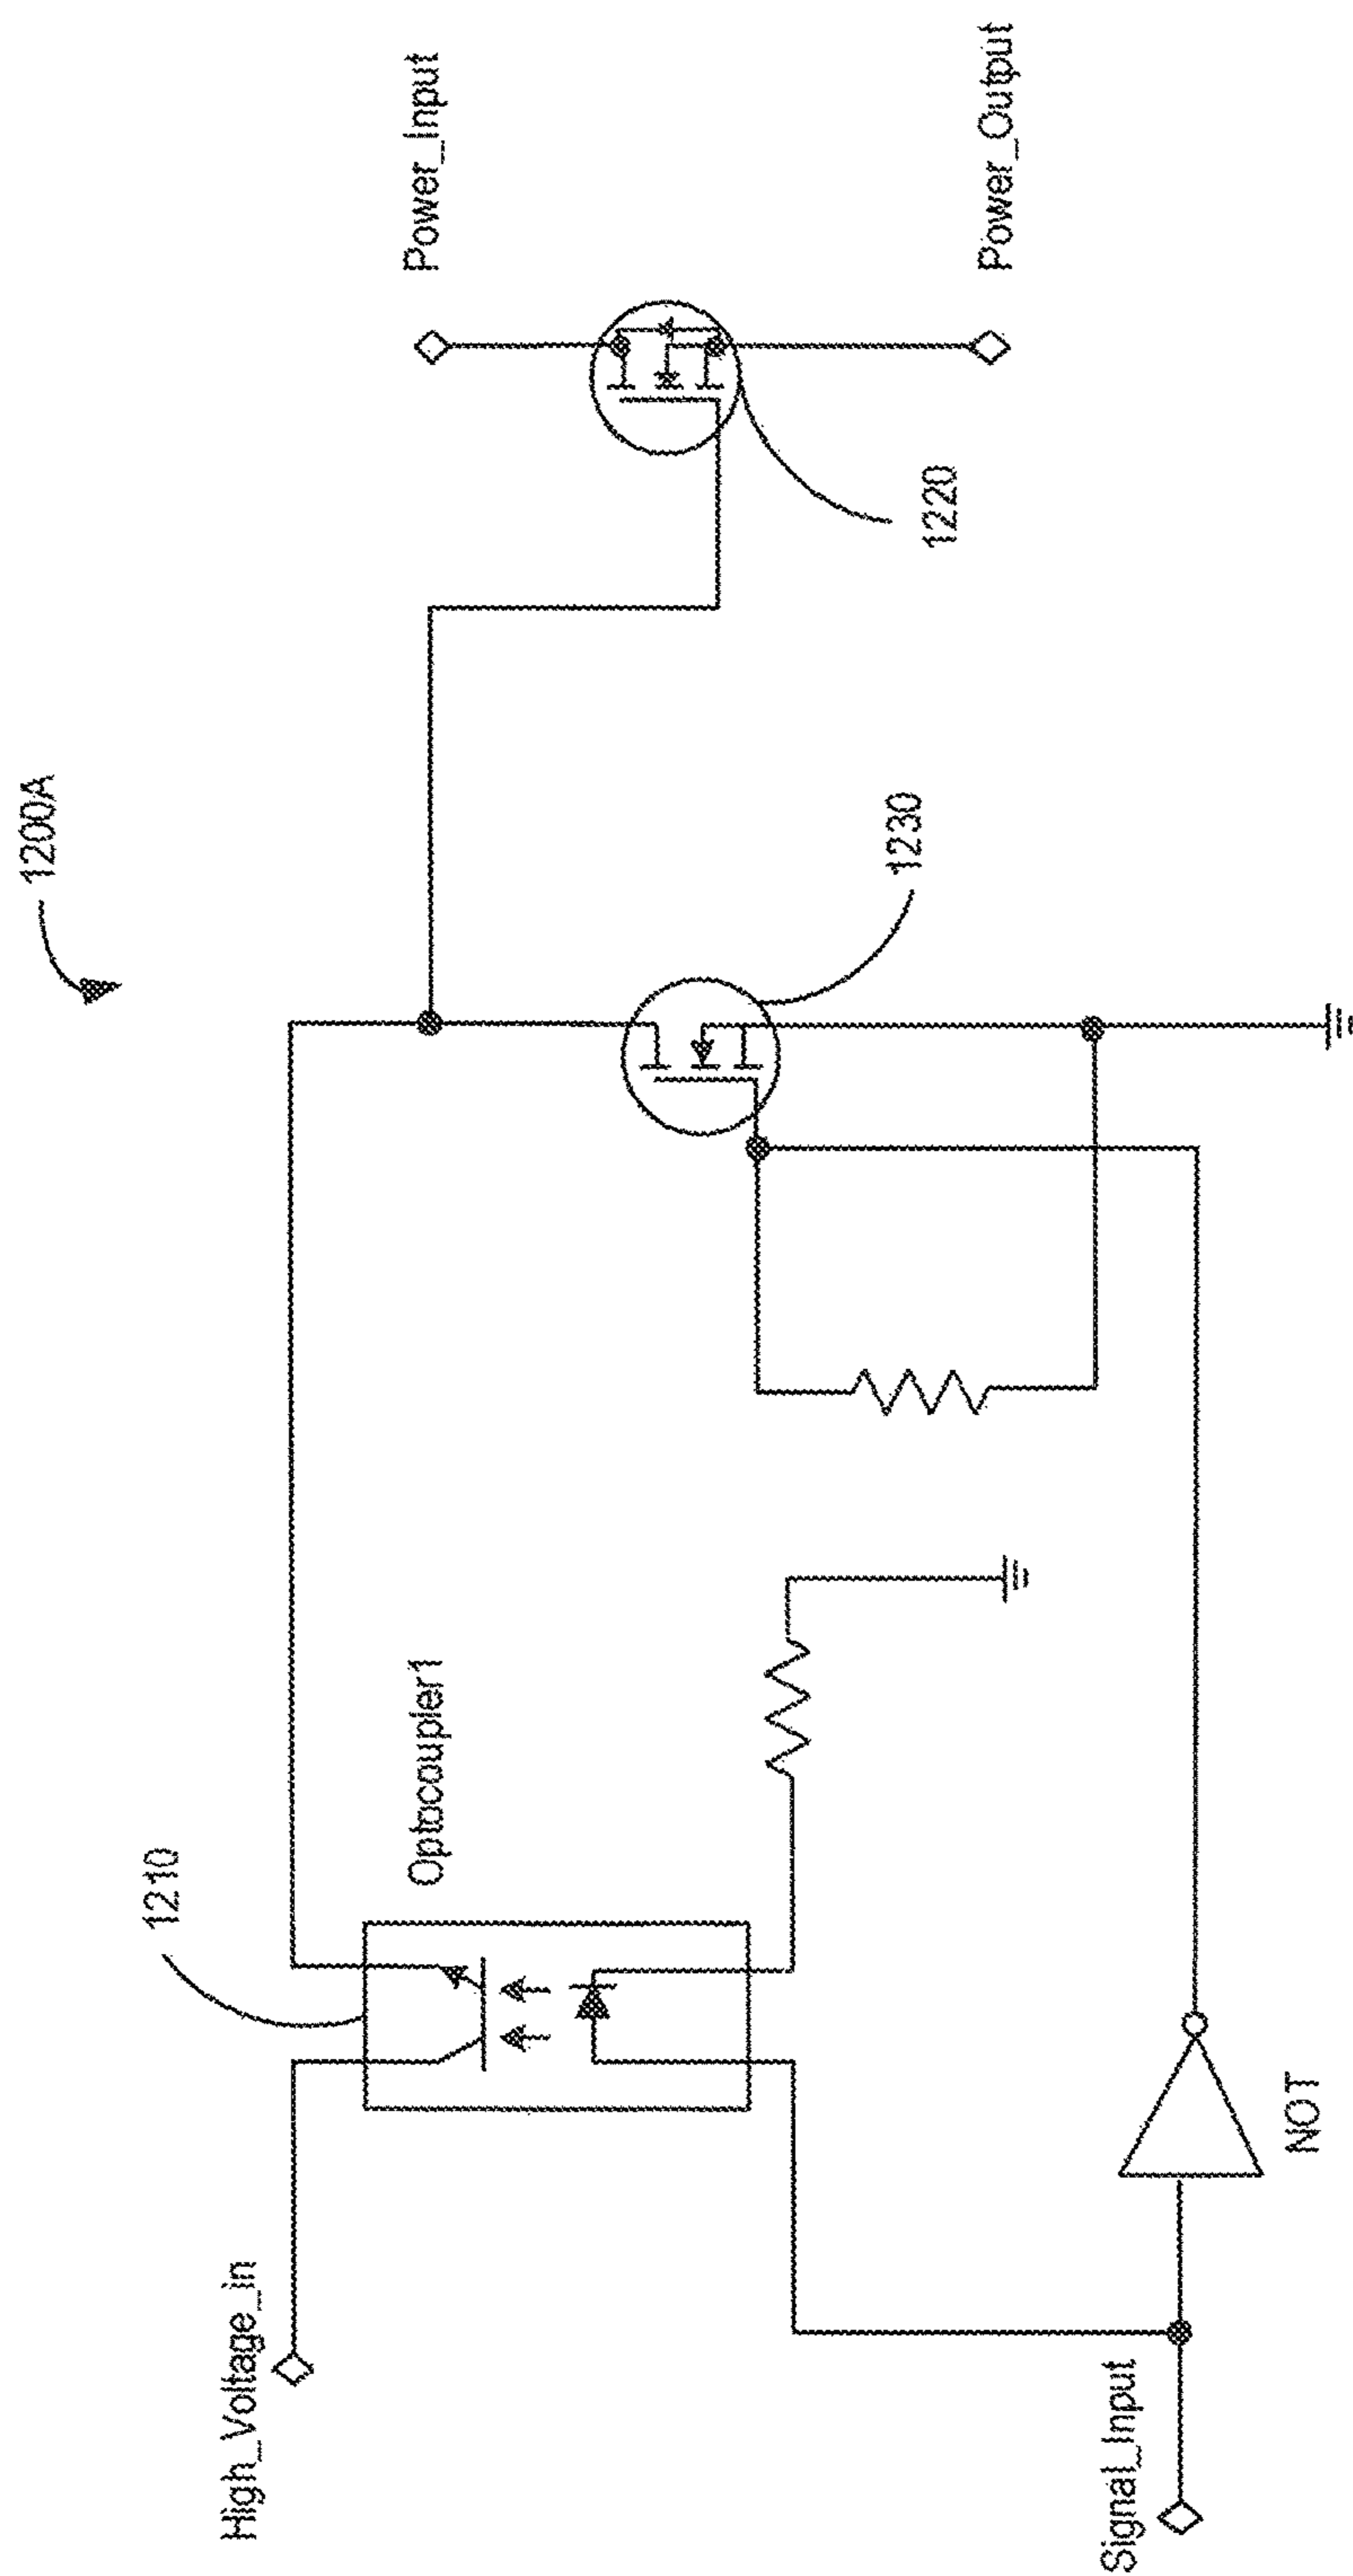 1200A
High_Voltage_in
1210
Optocoupler1
Power_Input
1230
1220
Power_Output
Signal_Input
NOT